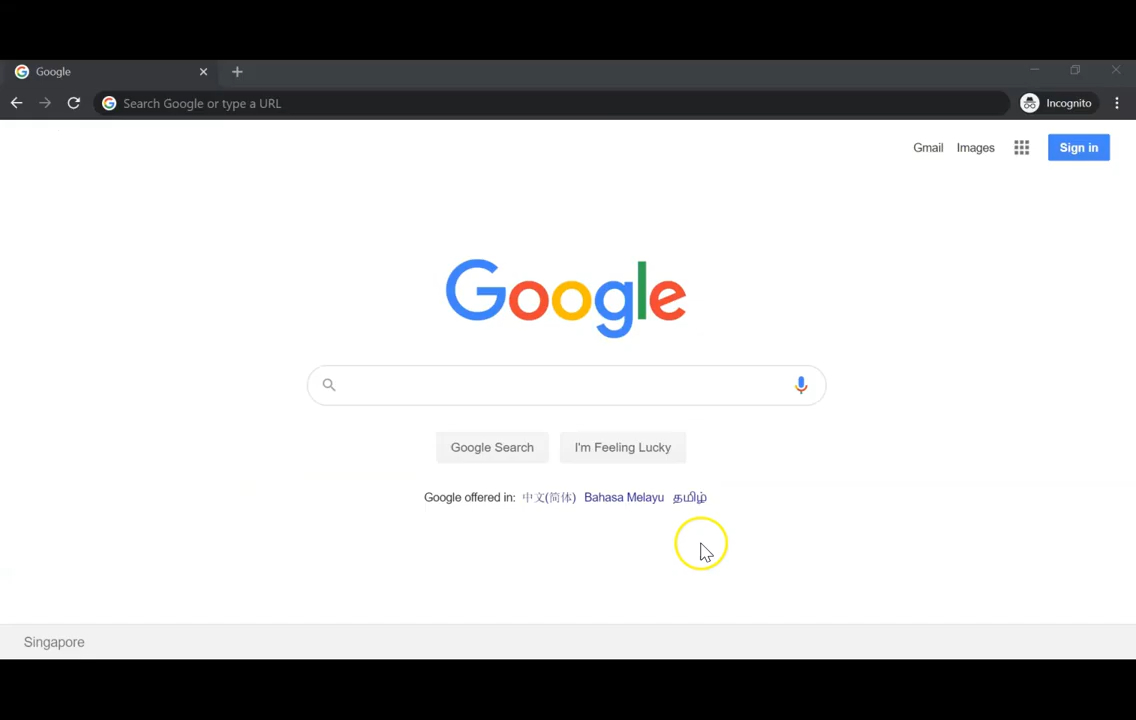 Google
Search Google or type a URL
Incognito
Gmail Images Sign in
Google
Google Search I'm Feeling Lucky
Google offered in: 中文(简体) Bahasa Melayu தமிழ்
Singapore